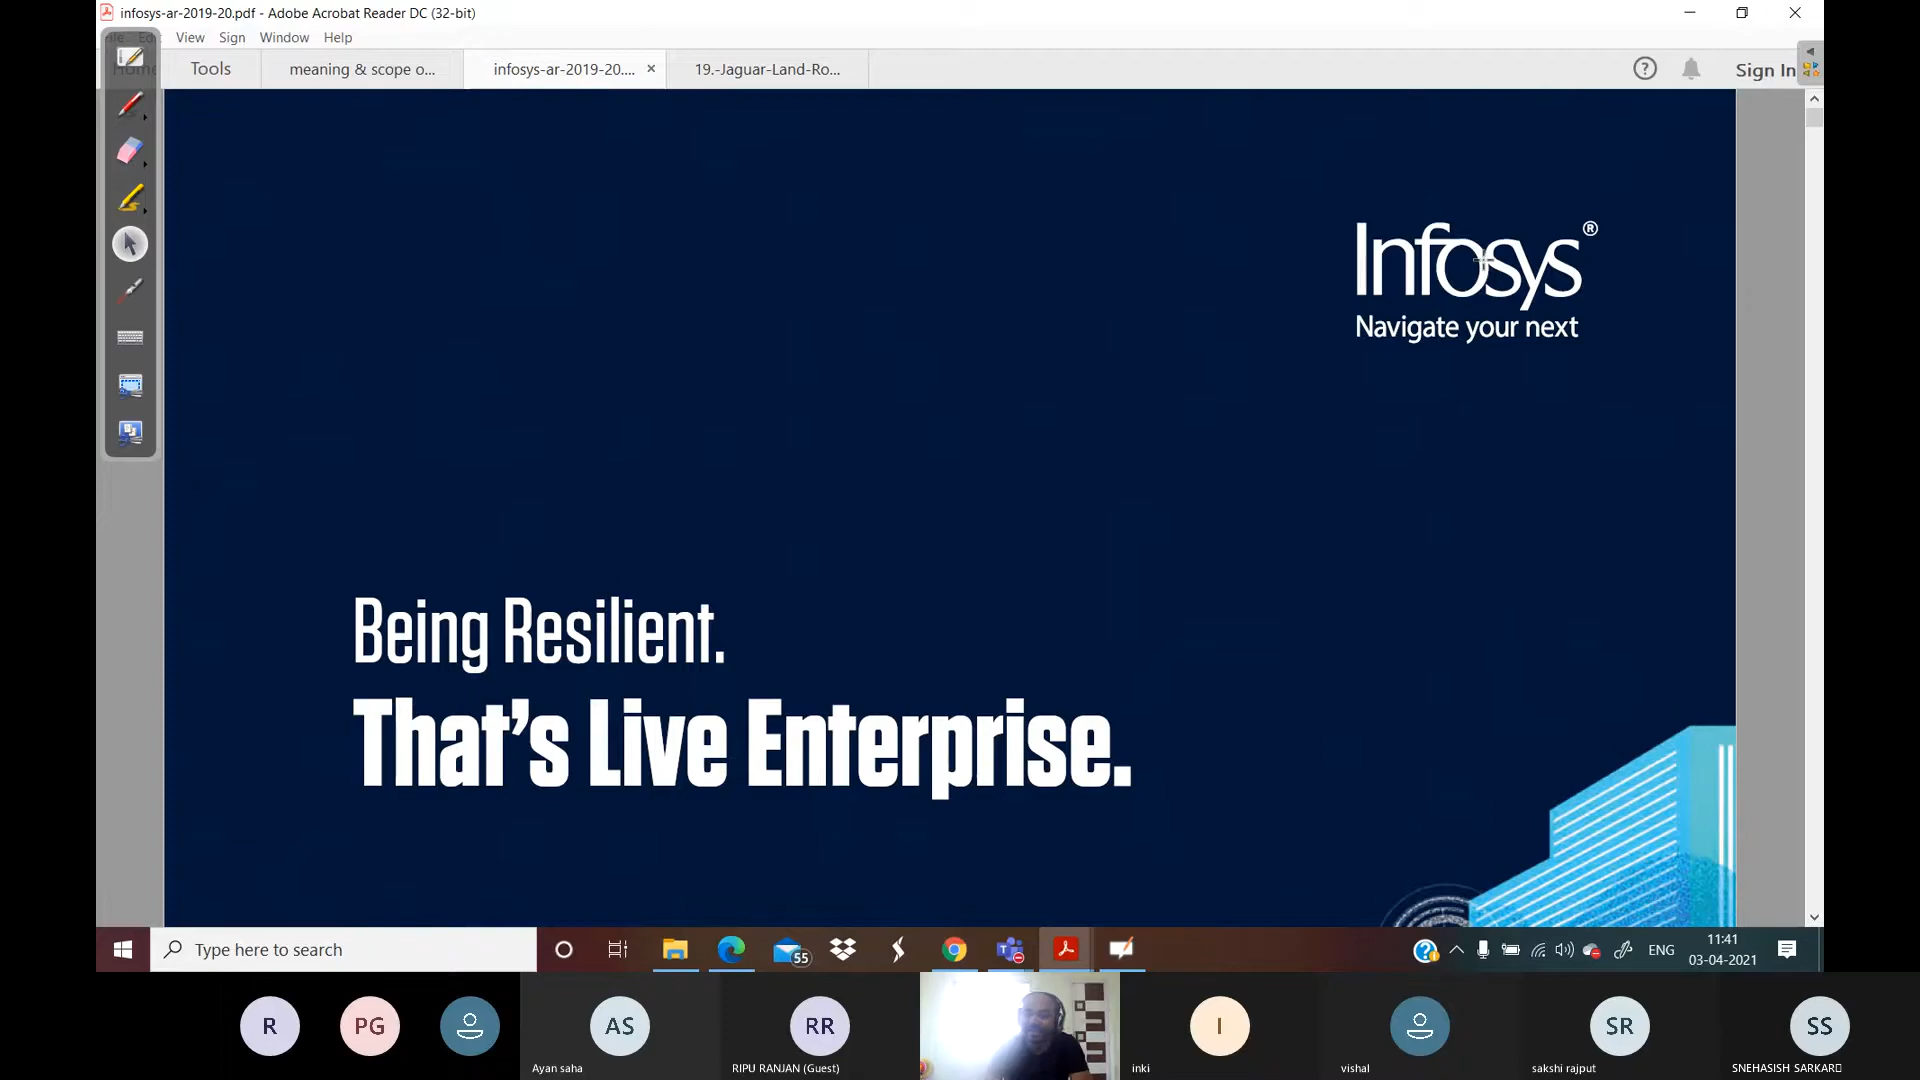 infosys-ar-2019-20.pdf - Adobe Acrobat Reader DC (32-bit)
View Sign Window Help
Home Tools meaning & scope o... infosys-ar-2019-20.... × 19.-Jaguar-Land-Ro... Sign In
Infosys®
Navigate your next
Being Resilient.
That's Live Enterprise.
Type here to search
55
ENG
11:41
03-04-2021
R PG AS RR I SR SS
Ayan saha RIPU RANJAN (Guest) inki vishal sakshi rajput SNEHASISH SARKAR